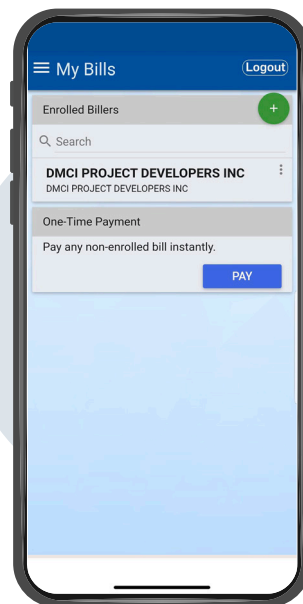 My Bills
Logout
Enrolled Billers
+
Search
DMCI PROJECT DEVELOPERS INC
DMCI PROJECT DEVELOPERS INC
One-Time Payment
Pay any non-enrolled bill instantly.
PAY